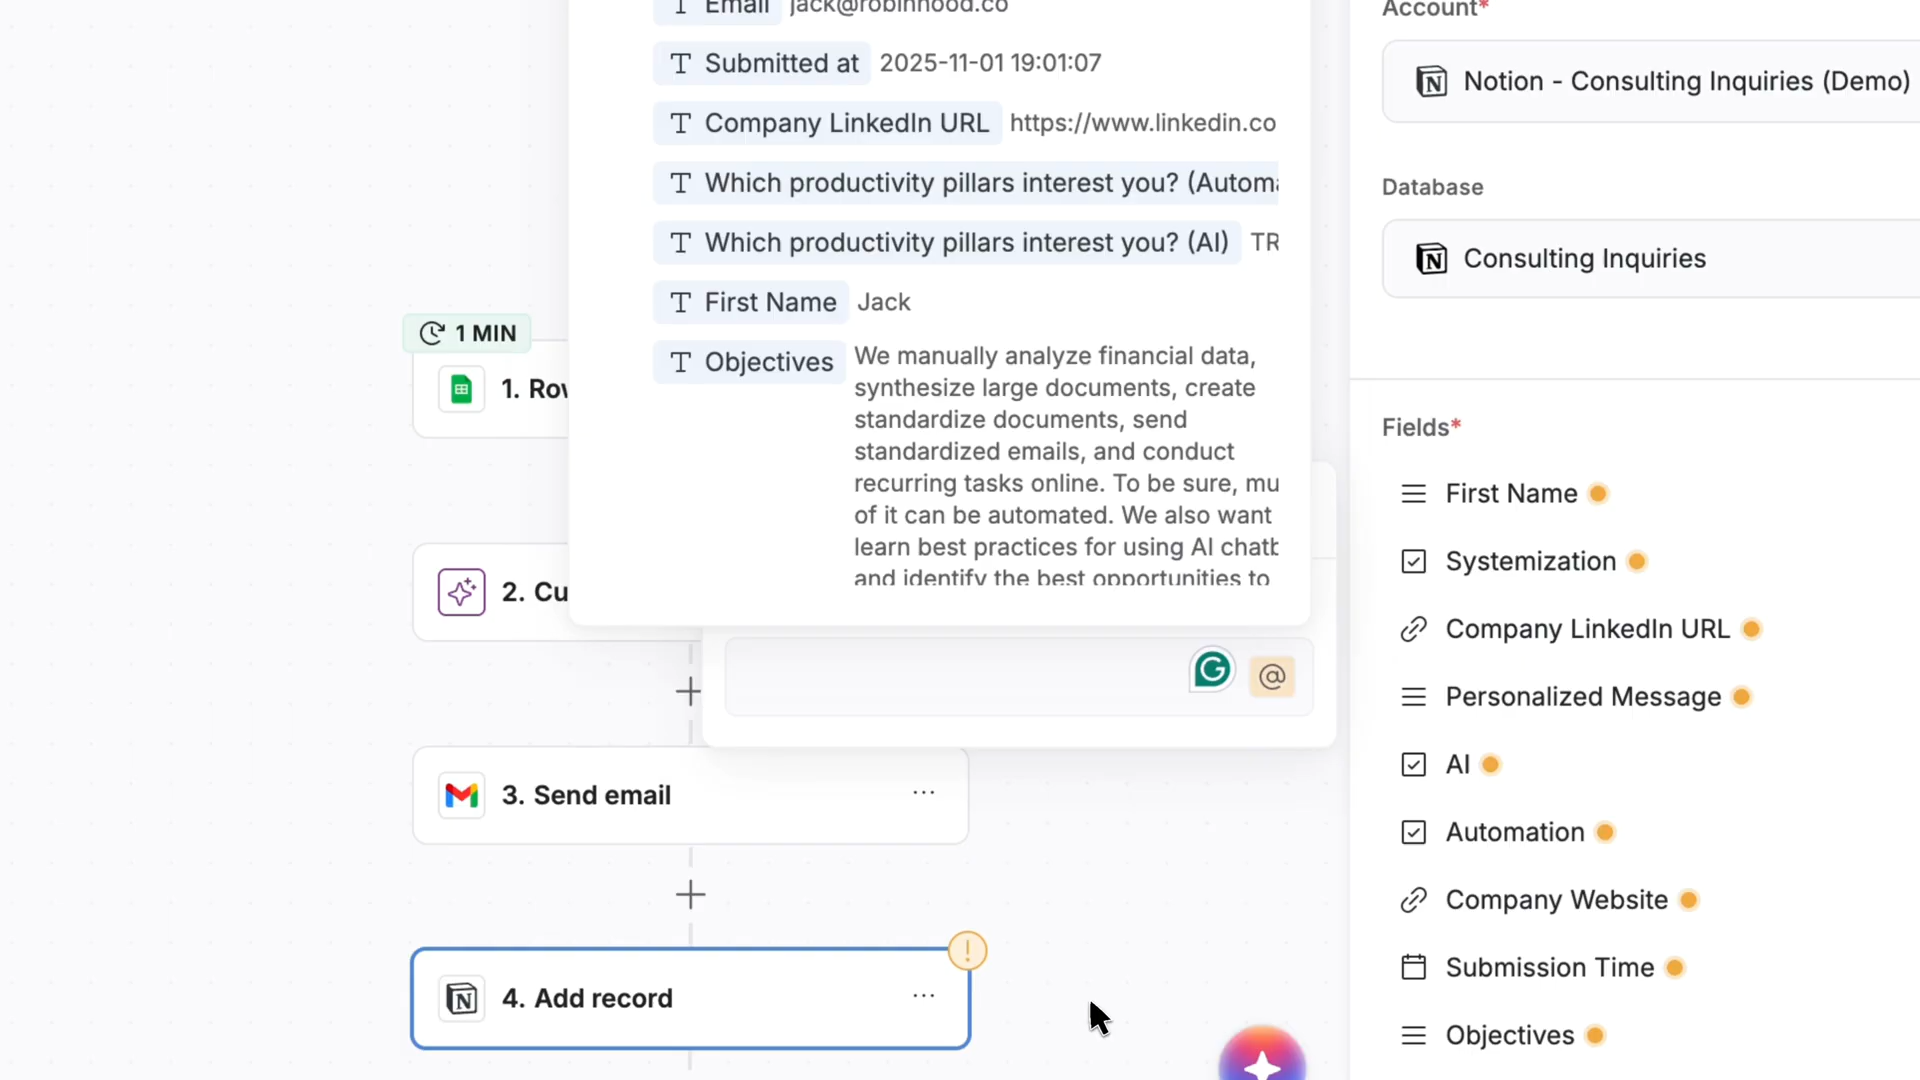 Email jack@robinhood.co
Submitted at 2025-11-01 19:01:07
Company LinkedIn URL https://www.linkedin.co
Which productivity pillars interest you? (Automa
Which productivity pillars interest you? (AI) TR
First Name Jack
Objectives We manually analyze financial data,
synthesize large documents, create
standardize documents, send
standardized emails, and conduct
recurring tasks online. To be sure, mu
of it can be automated. We also want
learn best practices for using AI chatb
and identify the best opportunities to
1 MIN
1. Row
2. Cu
@
3. Send email
4. Add record
Account*
Notion - Consulting Inquiries (Demo)
Database
Consulting Inquiries
Fields*
First Name
Systemization
Company LinkedIn URL
Personalized Message
AI
Automation
Company Website
Submission Time
Objectives